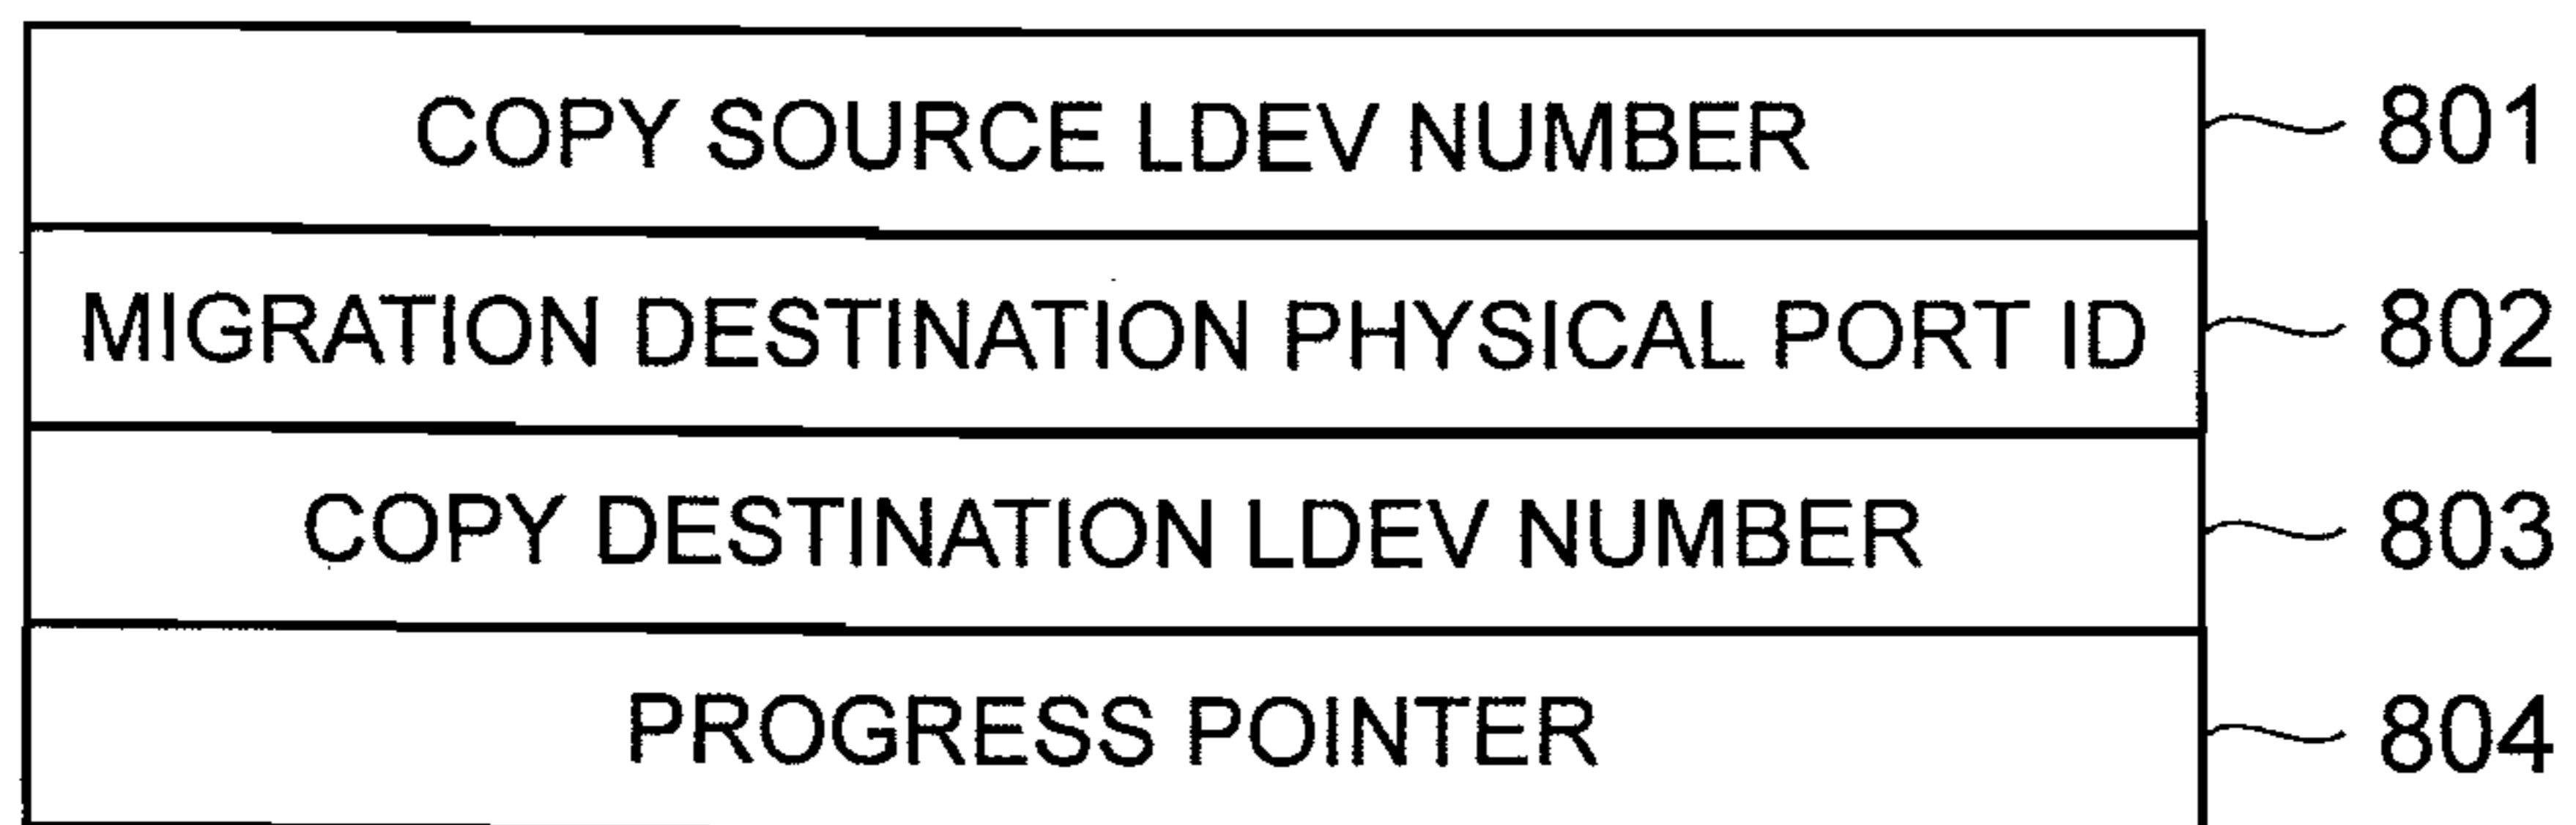 COPY SOURCE LDEV NUMBER 801
MIGRATION DESTINATION PHYSICAL PORT ID 802
COPY DESTINATION LDEV NUMBER 803
PROGRESS POINTER 804